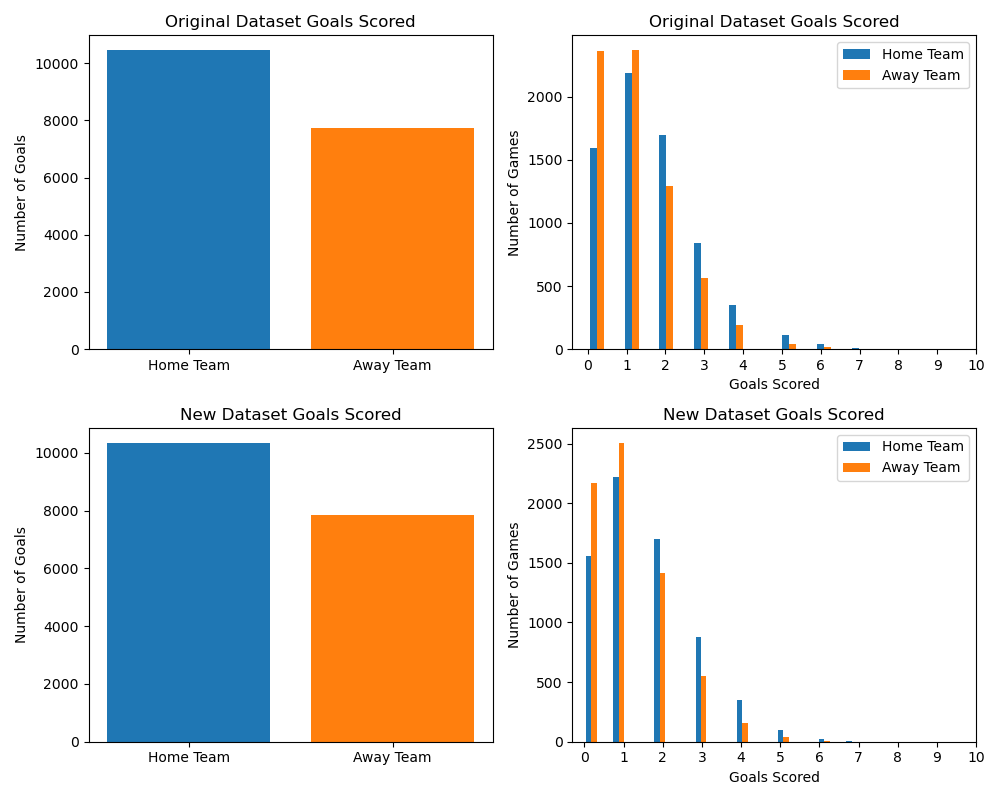 Original Dataset Goals Scored
Number of Goals
10000
8000
6000
4000
2000
0
Home Team Away Team
Original Dataset Goals Scored
Home Team
Away Team
Number of Games
2000
1500
1000
500
0
0 1 2 3 4 5 6 7 8 9 10
Goals Scored
New Dataset Goals Scored
Number of Goals
10000
8000
6000
4000
2000
0
Home Team Away Team
New Dataset Goals Scored
Home Team
Away Team
Number of Games
2500
2000
1500
1000
500
0
0 1 2 3 4 5 6 7 8 9 10
Goals Scored